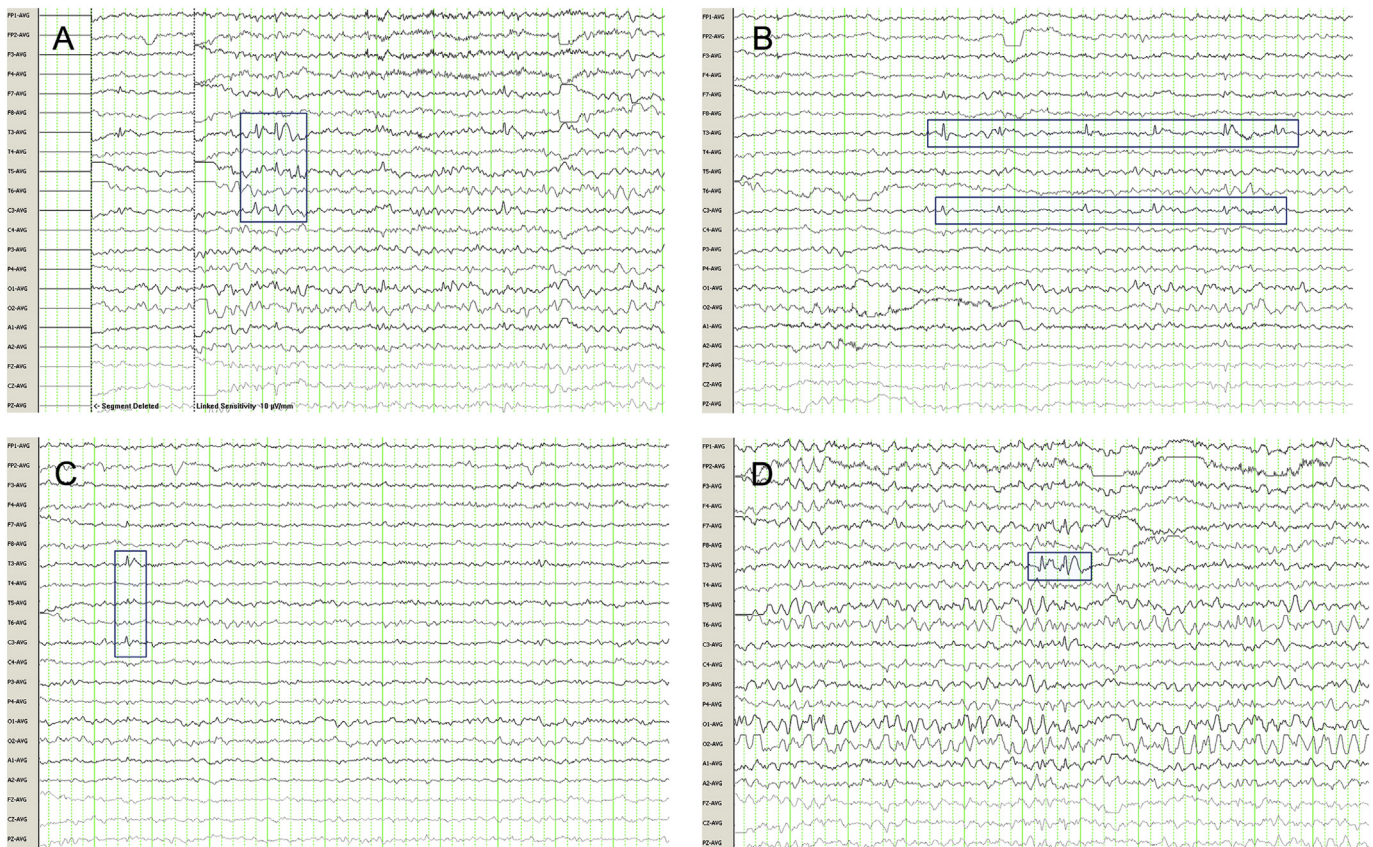 A
FP1-AVG
FP2-AVG
F3-AVG
F4-AVG
F7-AVG
F8-AVG
T3-AVG
T4-AVG
T5-AVG
T6-AVG
C3-AVG
C4-AVG
P3-AVG
P4-AVG
O1-AVG
O2-AVG
A1-AVG
A2-AVG
FZ-AVG
CZ-AVG
PZ-AVG
<- Segment Deleted
Linked Sensitivity 10 µV/mm
B
FP1-AVG
FP2-AVG
F3-AVG
F4-AVG
F7-AVG
F8-AVG
T3-AVG
T4-AVG
T5-AVG
T6-AVG
C3-AVG
C4-AVG
P3-AVG
P4-AVG
O1-AVG
O2-AVG
A1-AVG
A2-AVG
FZ-AVG
CZ-AVG
PZ-AVG
C
FP1-AVG
FP2-AVG
F3-AVG
F4-AVG
F7-AVG
F8-AVG
T3-AVG
T4-AVG
T5-AVG
T6-AVG
C3-AVG
C4-AVG
P3-AVG
P4-AVG
O1-AVG
O2-AVG
A1-AVG
A2-AVG
FZ-AVG
CZ-AVG
PZ-AVG
D
FP1-AVG
FP2-AVG
F3-AVG
F4-AVG
F7-AVG
F8-AVG
T3-AVG
T4-AVG
T5-AVG
T6-AVG
C3-AVG
C4-AVG
P3-AVG
P4-AVG
O1-AVG
O2-AVG
A1-AVG
A2-AVG
FZ-AVG
CZ-AVG
PZ-AVG